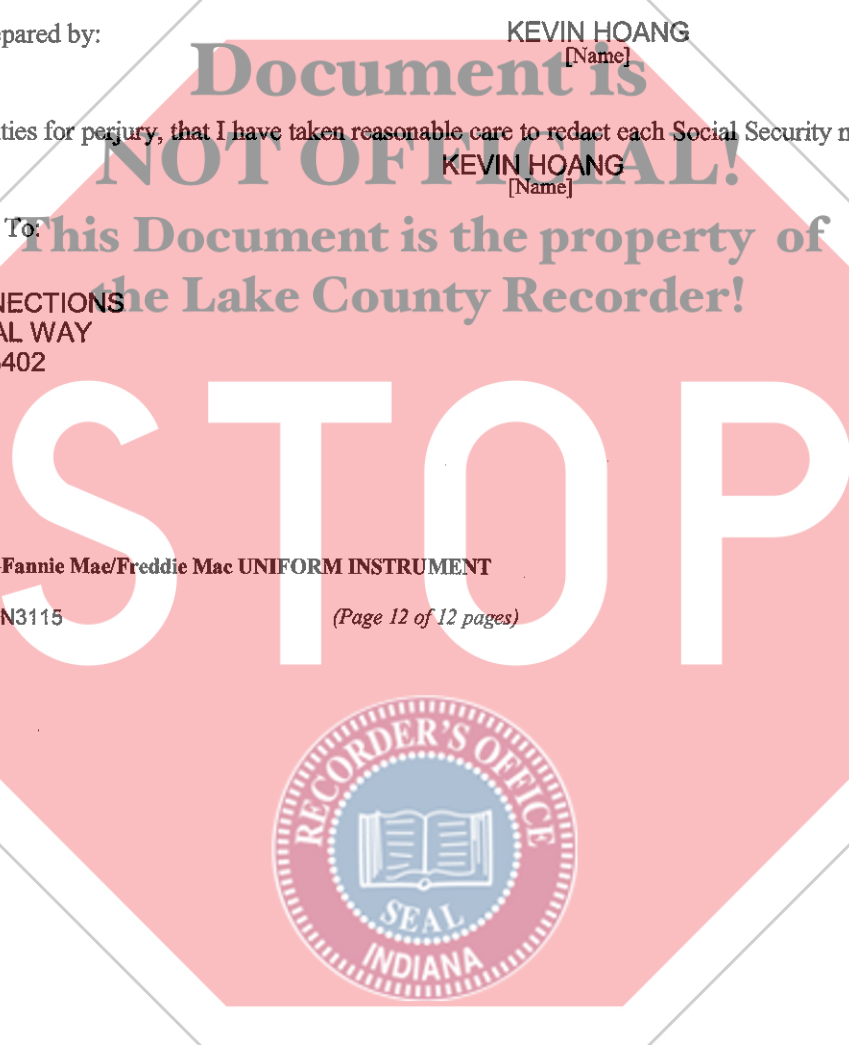 pared by:
KEVIN HOANG
[Name]
Document is
ties for perjury, that I have taken reasonable care to redact each Social Security n
NOT OFFICIAL!
KEVIN HOANG
[Name]
To:
This Document is the property of
NECTIONS
the Lake County Recorder!
AL WAY
402
STOP
-Fannie Mae/Freddie Mac UNIFORM INSTRUMENT
N3115
(Page 12 of 12 pages)
RECORDER'S OFFICE
SEAL
INDIANA